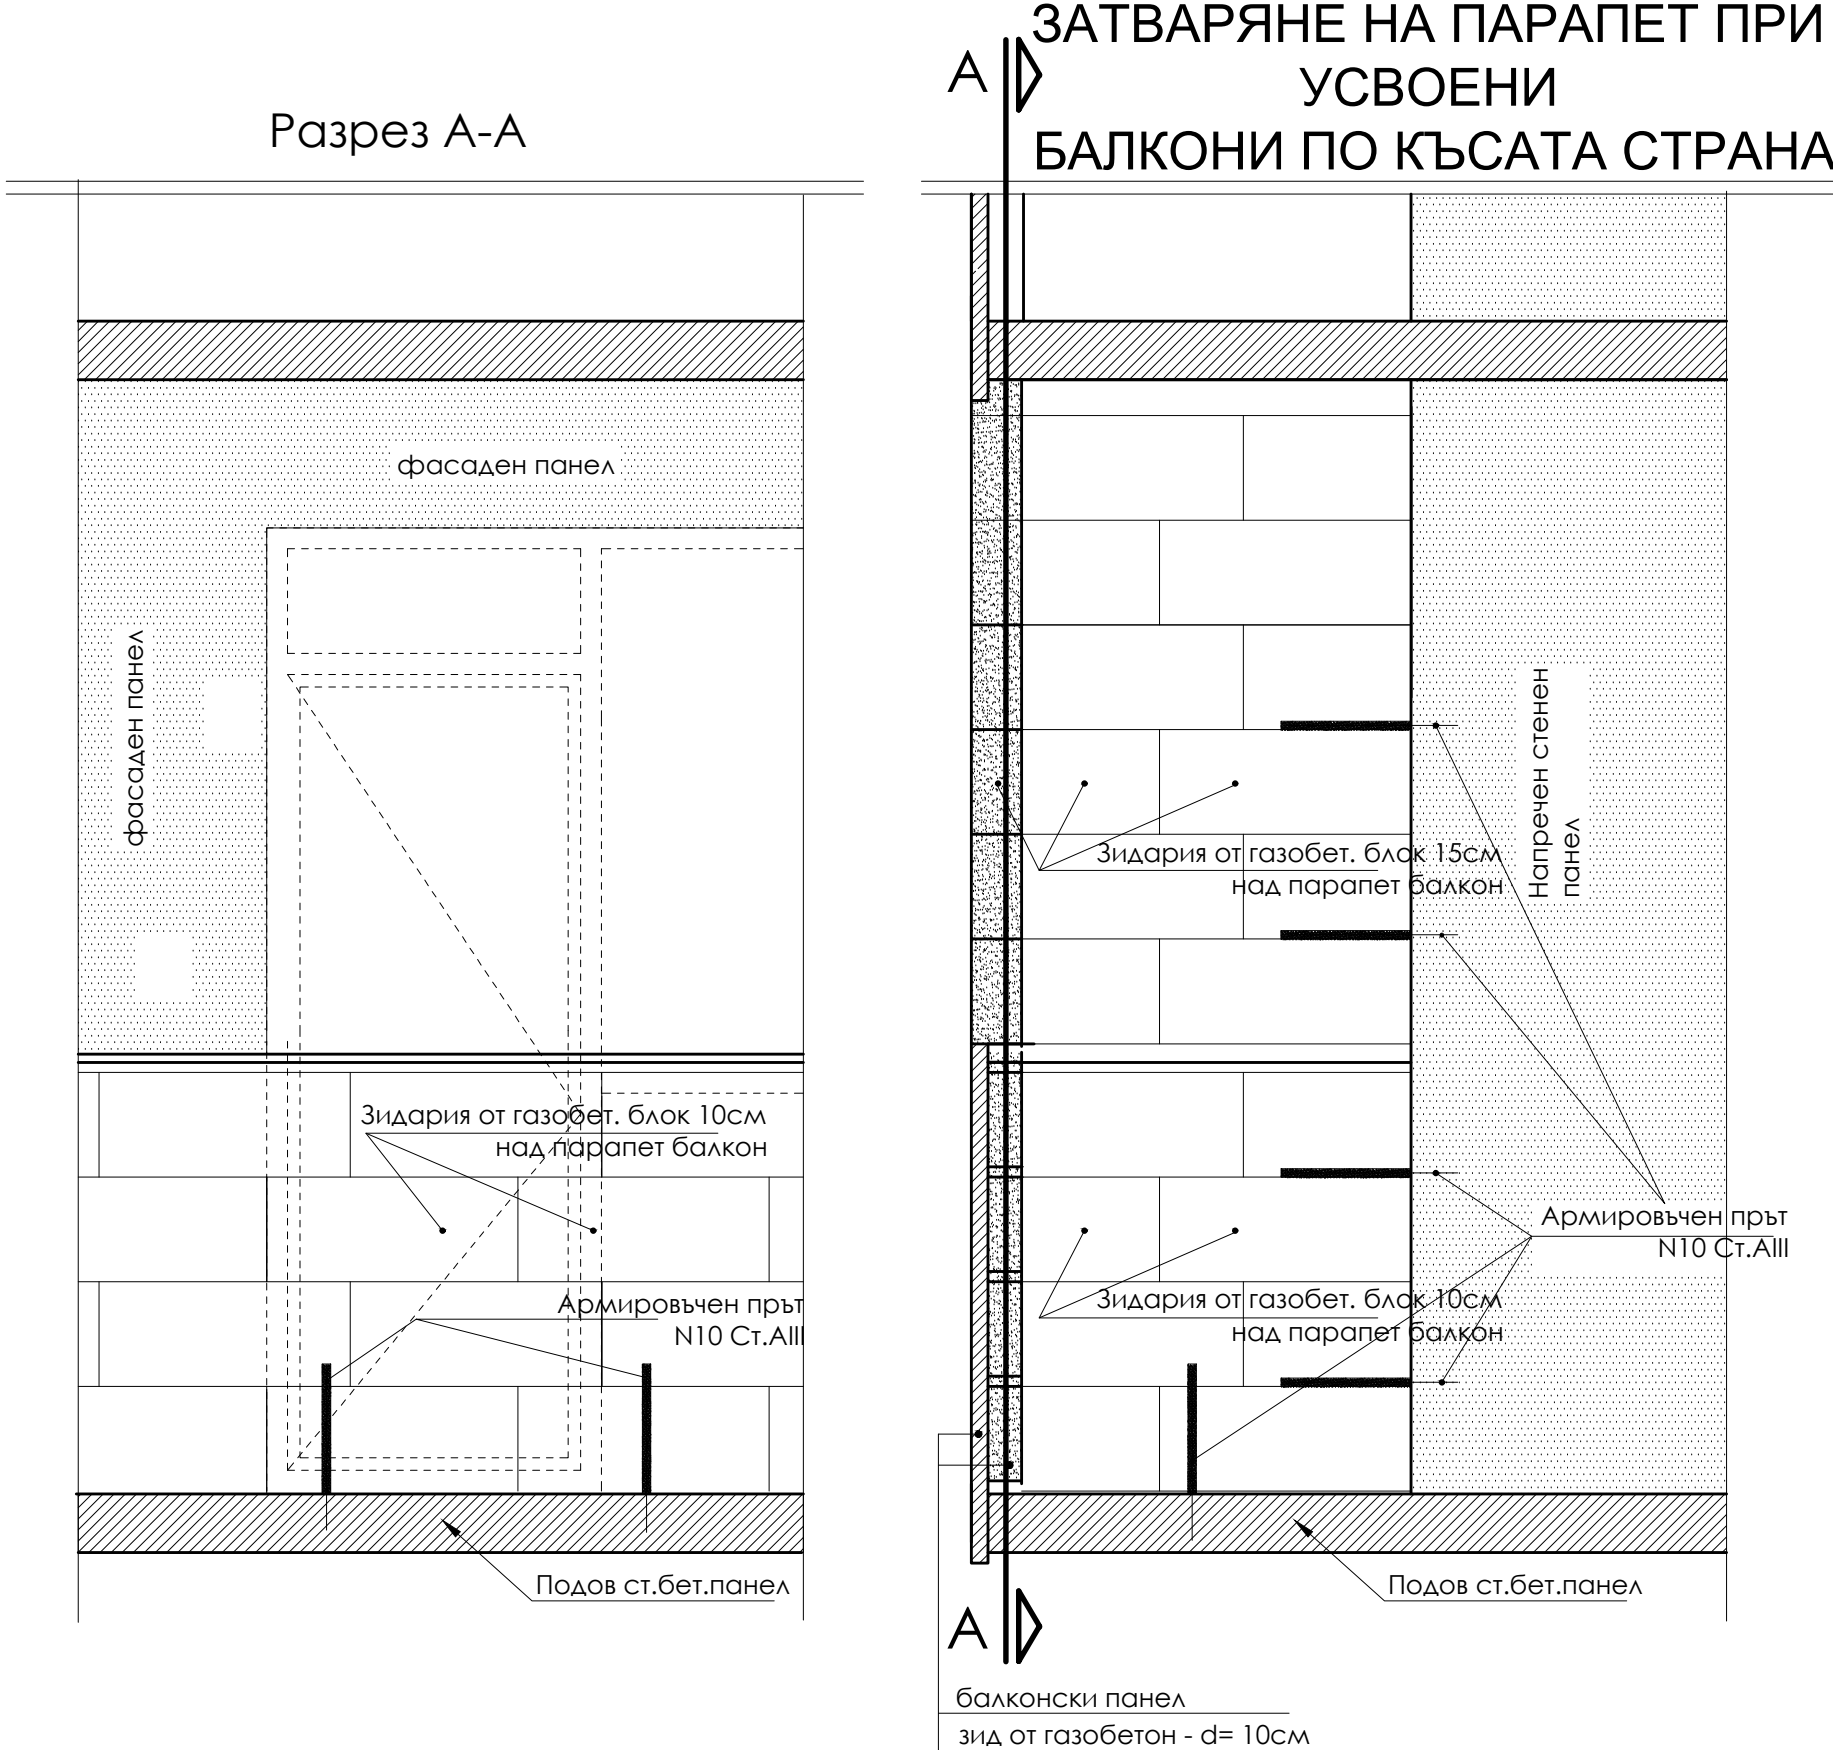 ЗАТВАРЯНЕ НА ПАРАПЕТ ПРИ
УСВОЕНИ
БАЛКОНИ ПО КЪСАТА СТРАНА
A
Разрез А-А
фасаден панел
фасаден панел
Зидария от газобет. блок 10см
над парапет балкон
Армировъчен прът
N10 Ст.АIII
Подов ст.бет.панел
Напречен стенен
панел
Зидария от газобет. блок 15см
над парапет балкон
Армировъчен прът
N10 Ст.АIII
Зидария от газобет. блок 10см
над парапет балкон
Подов ст.бет.панел
A
балконски панел
зид от газобетон - d= 10см